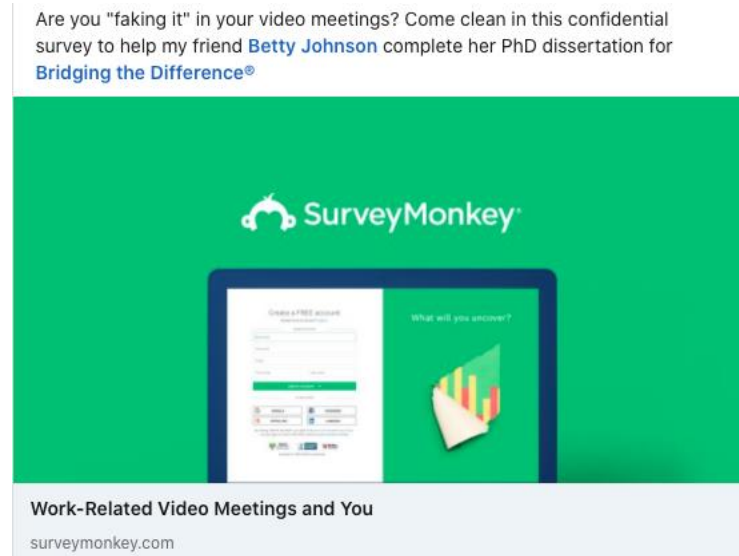 Are you "faking it" in your video meetings? Come clean in this confidential
survey to help my friend Betty Johnson complete her PhD dissertation for
Bridging the Difference®
SurveyMonkey®
Create a FREE account
What will you uncover?
Work-Related Video Meetings and You
surveymonkey.com